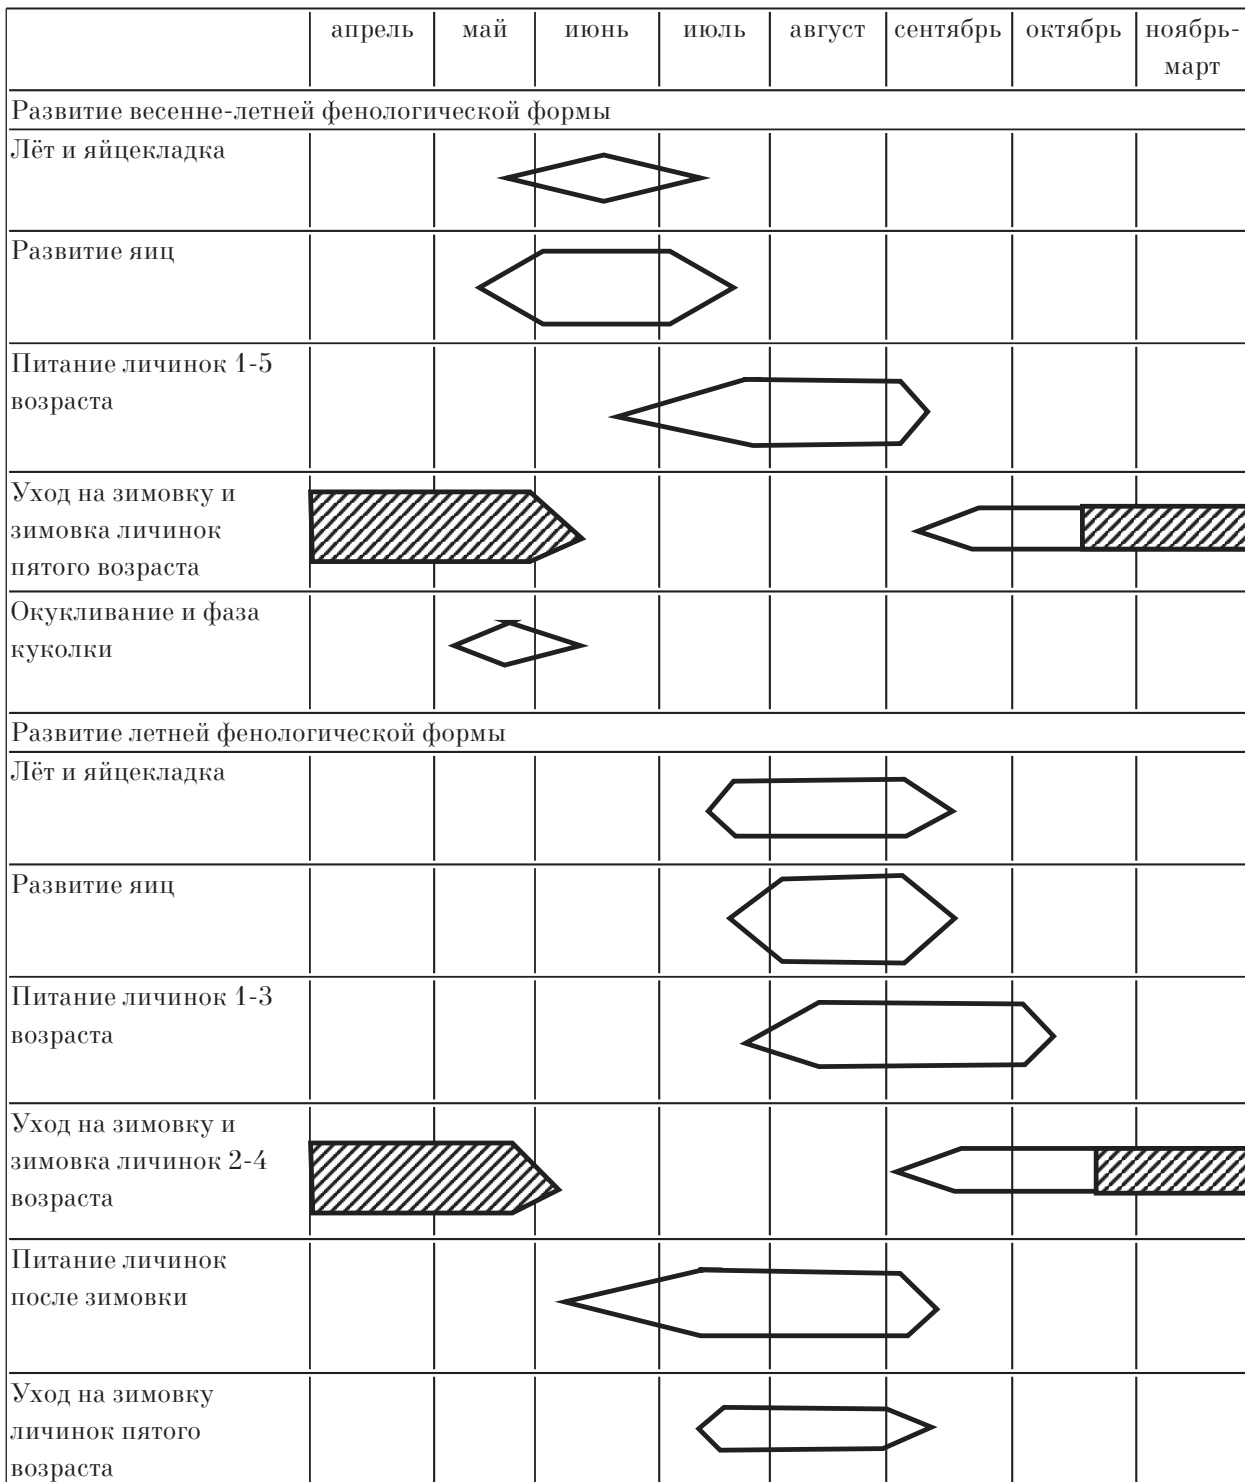 апрель май июнь июль август сентябрь октябрь ноябрь-
март
Развитие весенне-летней фенологической формы
Лёт и яйцекладка
Развитие яиц
Питание личинок 1-5
возраста
Уход на зимовку и
зимовка личинок
пятого возраста
Окукливание и фаза
куколки
Развитие летней фенологической формы
Лёт и яйцекладка
Развитие яиц
Питание личинок 1-3
возраста
Уход на зимовку и
зимовка личинок 2-4
возраста
Питание личинок
после зимовки
Уход на зимовку
личинок пятого
возраста